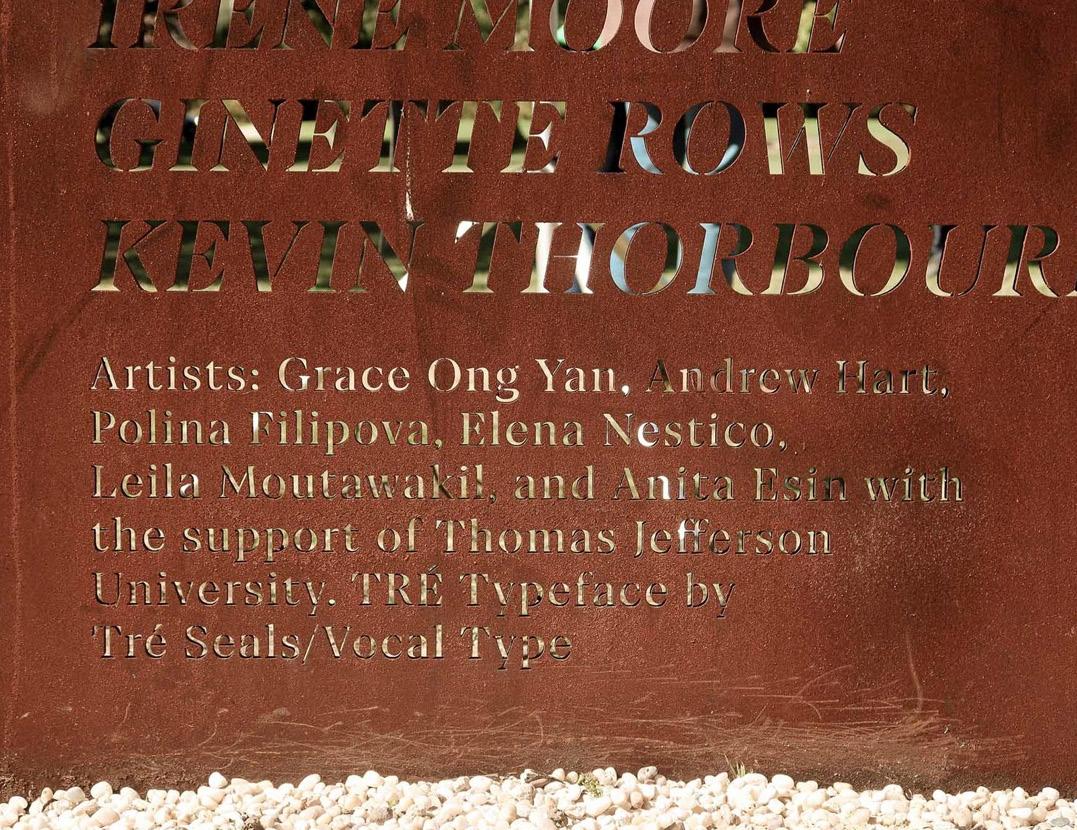 IRENE MOORE
GINETTE ROWS
KEVIN THORBOUR
Artists: Grace Ong Yan, Andrew Hart,
Polina Filipova, Elena Nestico,
Leila Moutawakil, and Anita Esin with
the support of Thomas Jefferson
University. TRÉ Typeface by
Tré Seals/Vocal Type